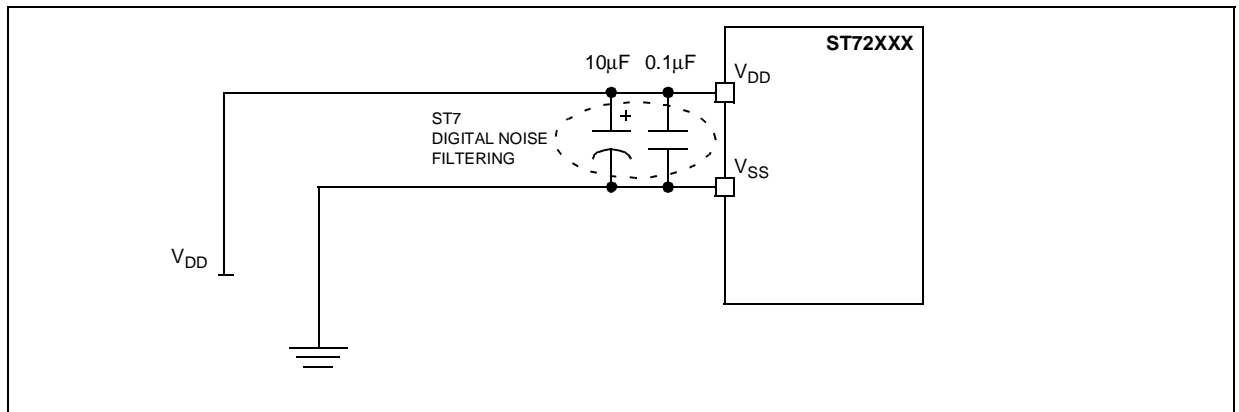 ST72XXX
10μF 0.1μF
VDD
+
ST7
DIGITAL NOISE
FILTERING
VSS
VDD